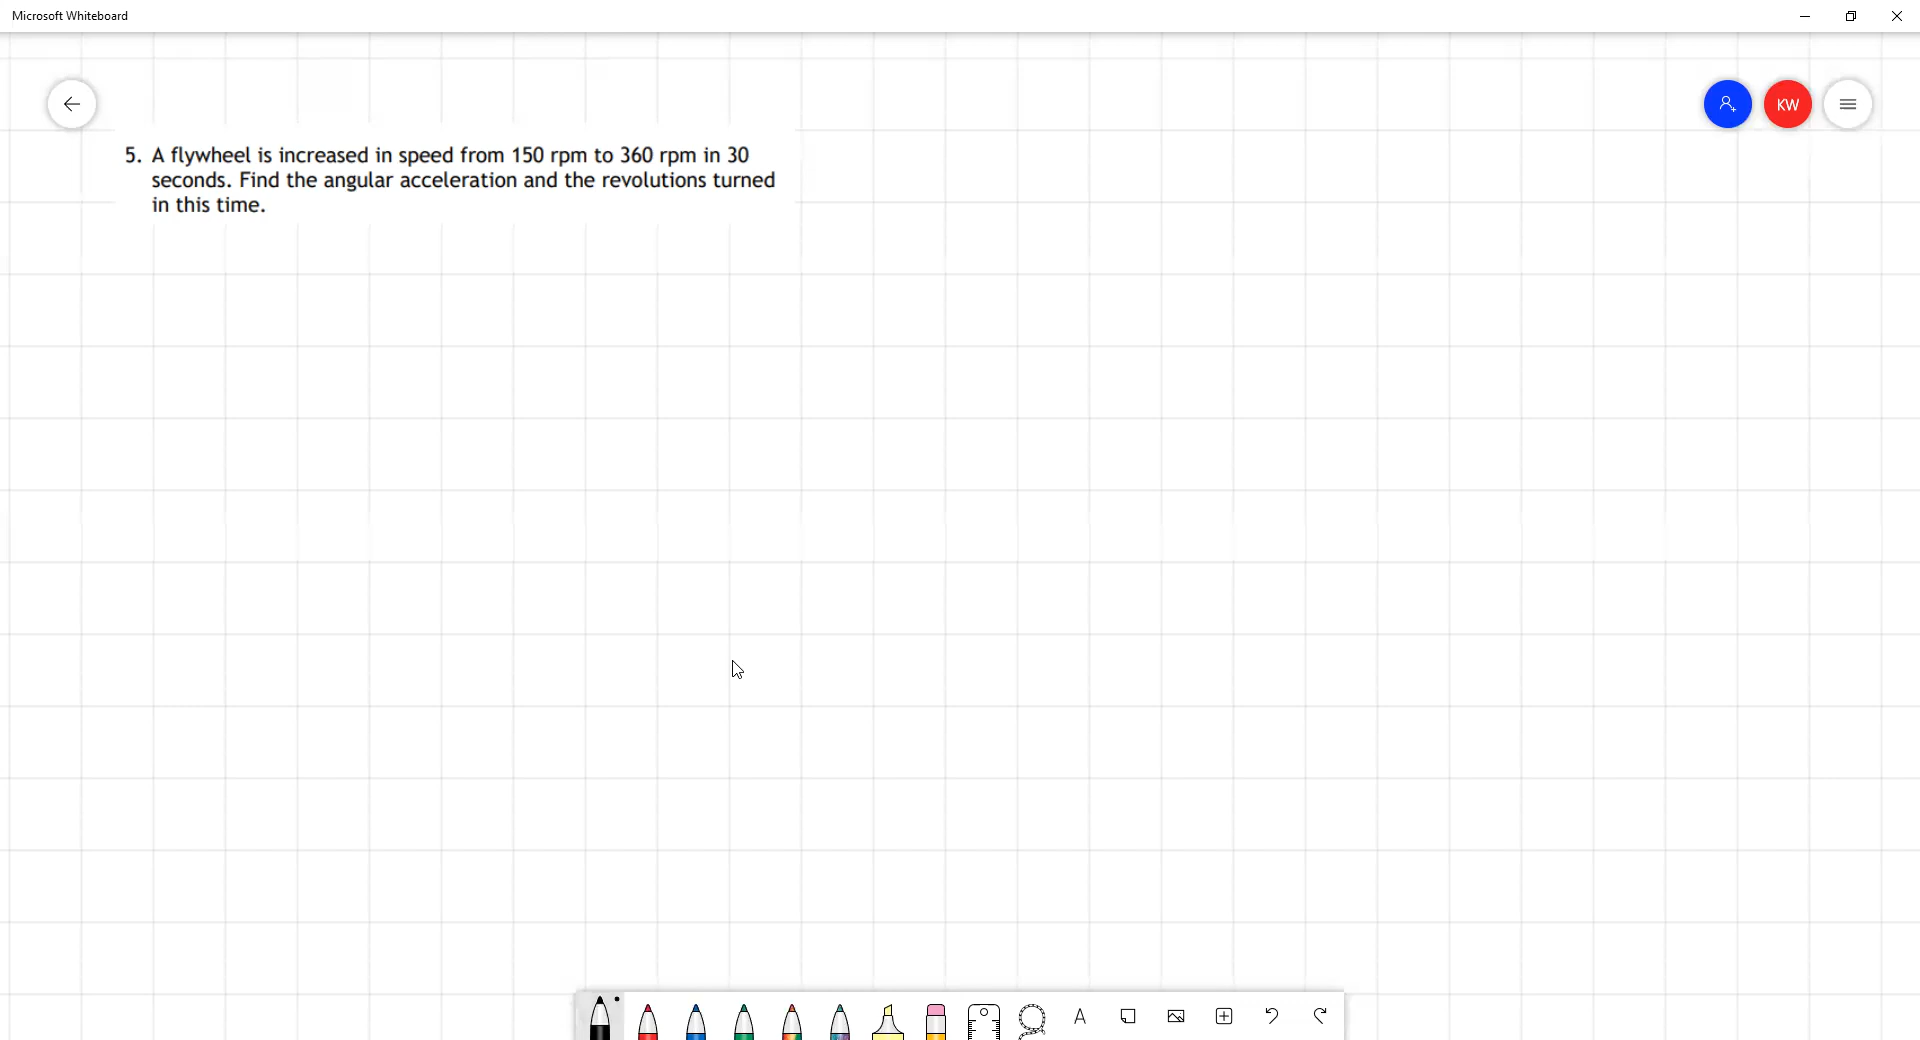 Microsoft Whiteboard
KW
5. A flywheel is increased in speed from 150 rpm to 360 rpm in 30
seconds. Find the angular acceleration and the revolutions turned
in this time.
A